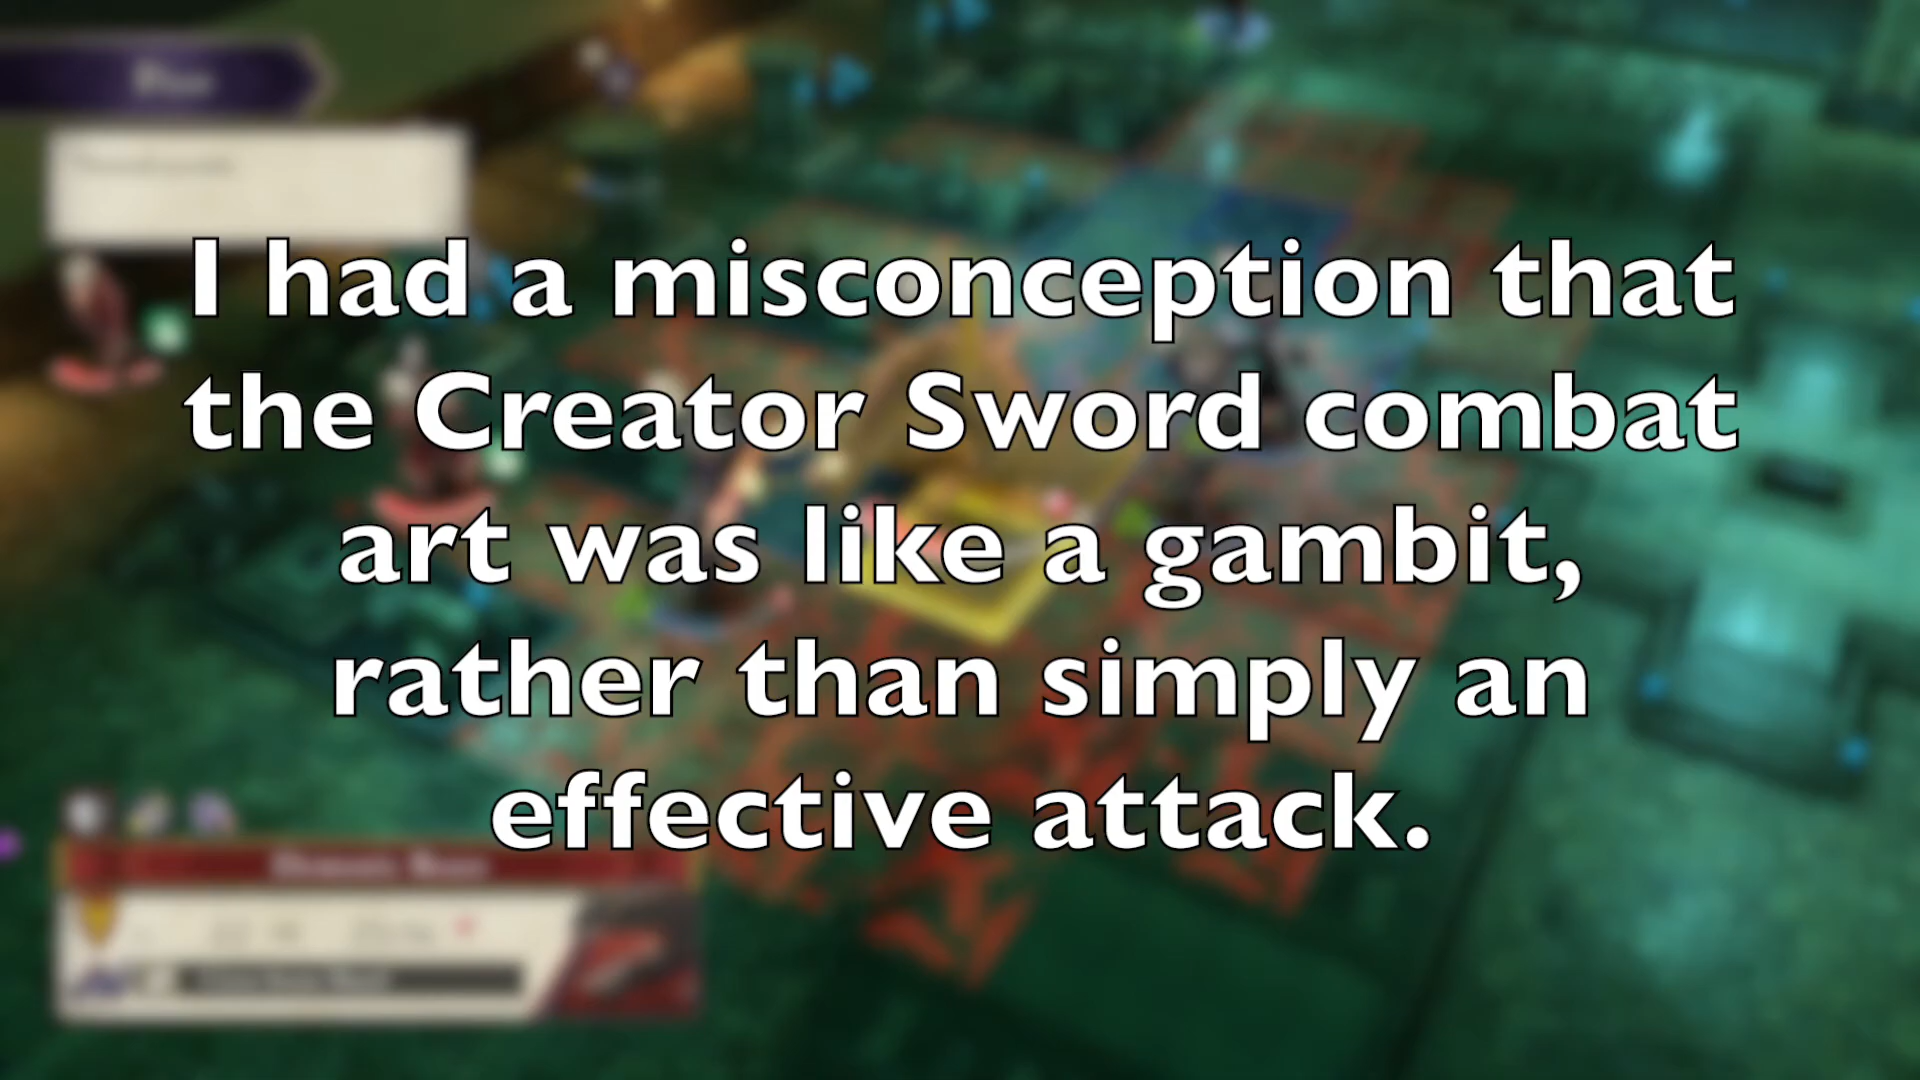 I had a misconception that
the Creator Sword combat
art was like a gambit,
rather than simply an
effective attack.